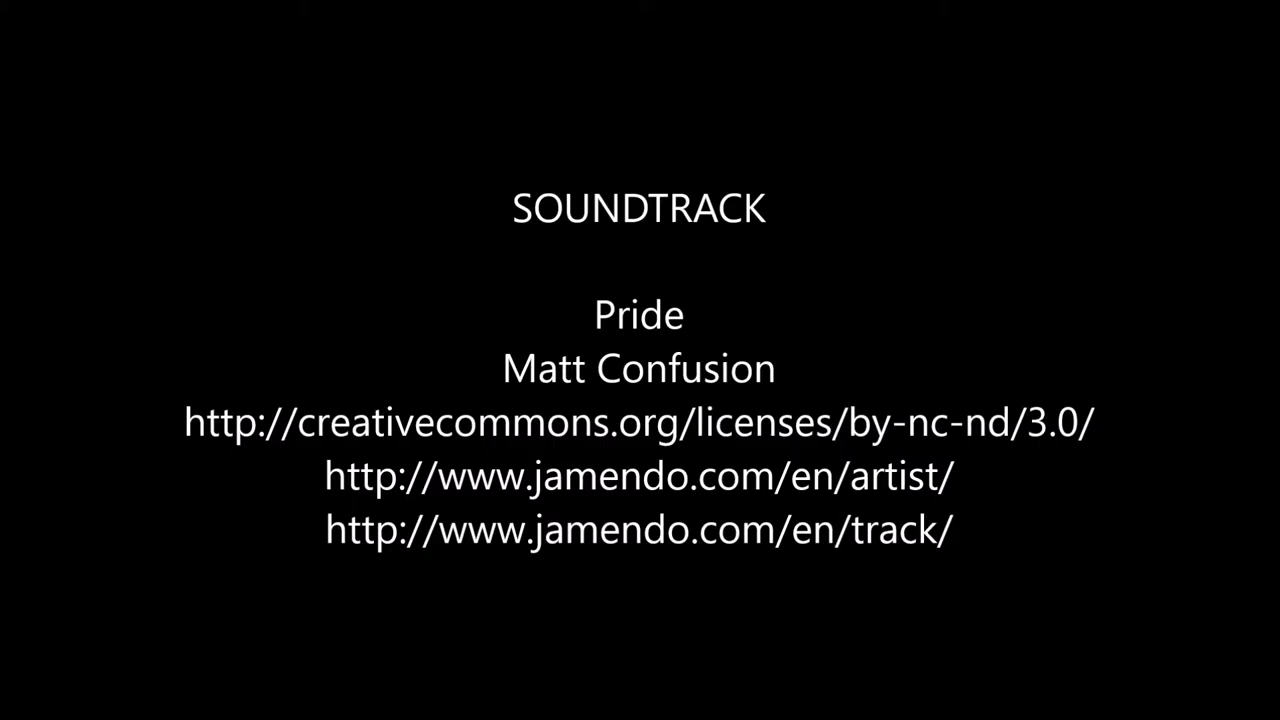 SOUNDTRACK
Pride
Matt Confusion
http://creativecommons.org/licenses/by-nc-nd/3.0/
http://www.jamendo.com/en/artist/
http://www.jamendo.com/en/track/